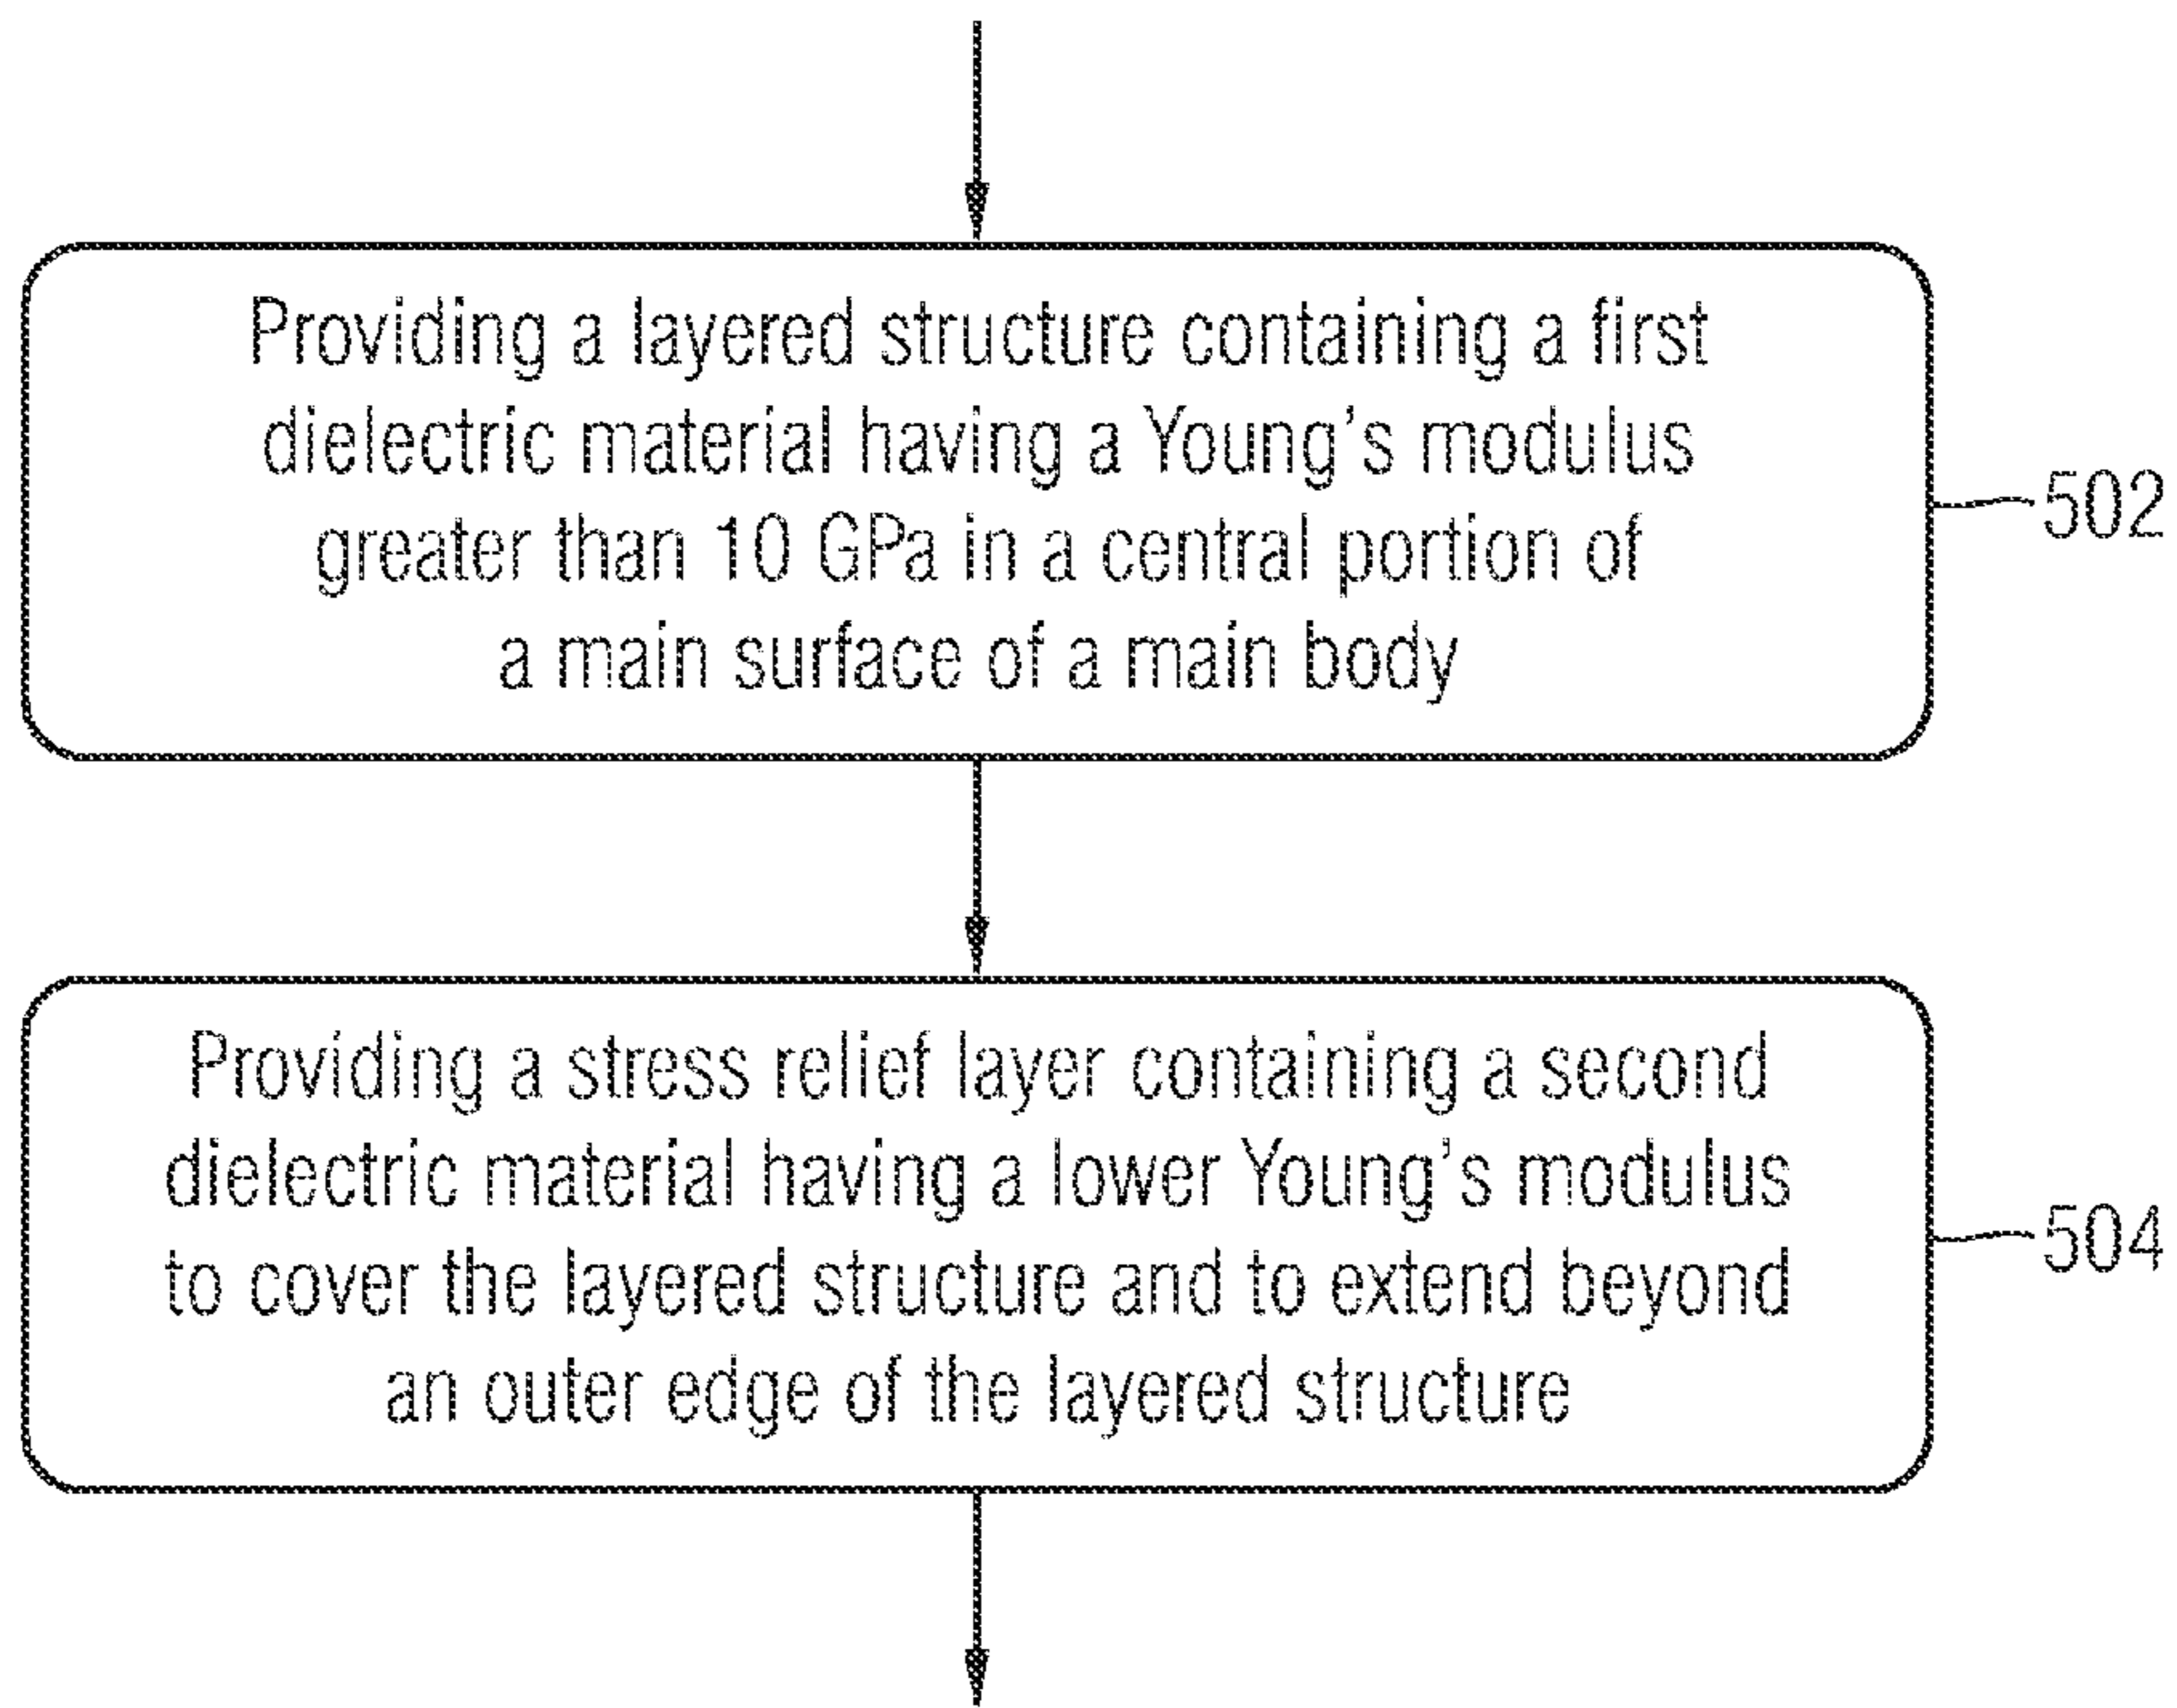 Providing a layered structure containing a first
dielectric material having a Young's modulus
greater than 10 GPa in a central portion of
a main surface of a main body
502
Providing a stress relief layer containing a second
dielectric material having a lower Young's modulus
to cover the layered structure and to extend beyond
an outer edge of the layered structure
504